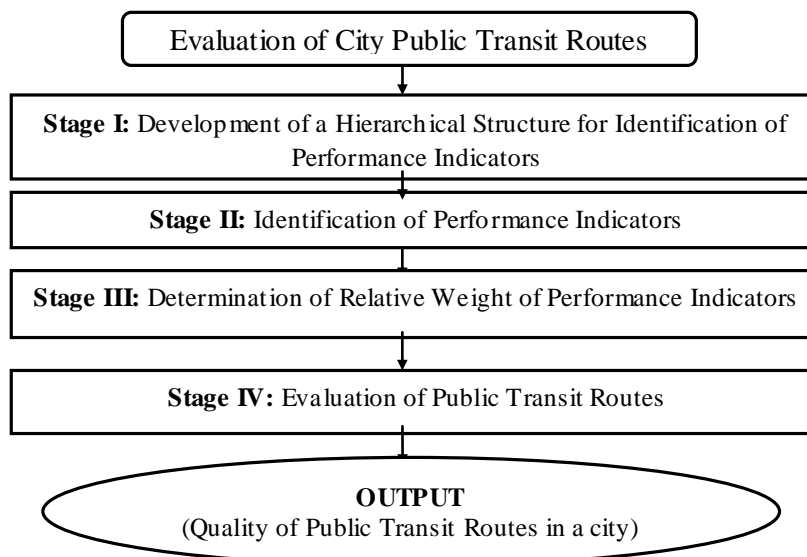 Evaluation of City Public Transit Routes
Stage I: Development of a Hierarchical Structure for Identification of
Performance Indicators
Stage II: Identification of Performance Indicators
Stage III: Determination of Relative Weight of Performance Indicators
Stage IV: Evaluation of Public Transit Routes
OUTPUT
(Quality of Public Transit Routes in a city)